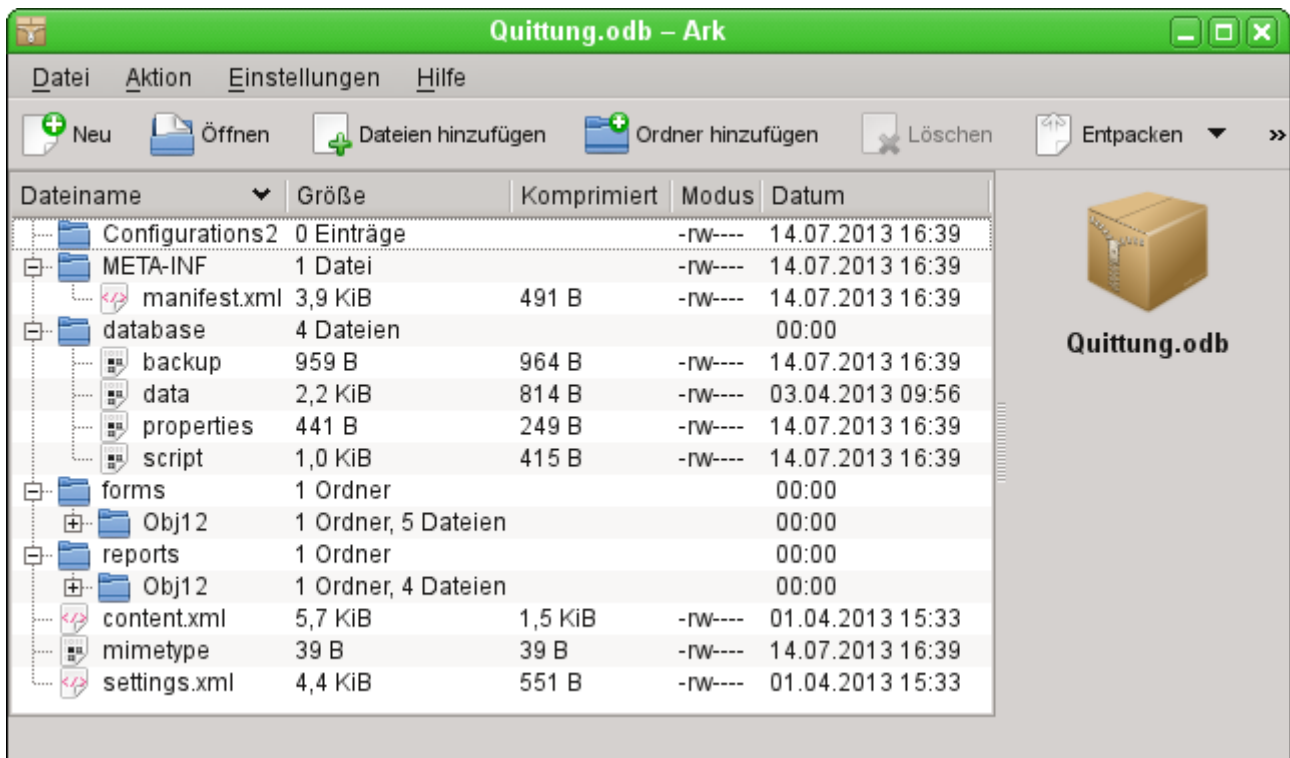 Quittung.odb – Ark
Datei Aktion Einstellungen Hilfe
Neu Öffnen Dateien hinzufügen Ordner hinzufügen Löschen Entpacken »
Dateiname Größe Komprimiert Modus Datum
Configurations2 0 Einträge -rw---- 14.07.2013 16:39
META-INF 1 Datei -rw---- 14.07.2013 16:39
manifest.xml 3,9 KiB 491 B -rw---- 14.07.2013 16:39
database 4 Dateien 00:00
backup 959 B 964 B -rw---- 14.07.2013 16:39
data 2,2 KiB 814 B -rw---- 03.04.2013 09:56
properties 441 B 249 B -rw---- 14.07.2013 16:39
script 1,0 KiB 415 B -rw---- 14.07.2013 16:39
forms 1 Ordner 00:00
Obj12 1 Ordner, 5 Dateien 00:00
reports 1 Ordner 00:00
Obj12 1 Ordner, 4 Dateien 00:00
content.xml 5,7 KiB 1,5 KiB -rw---- 01.04.2013 15:33
mimetype 39 B 39 B -rw---- 14.07.2013 16:39
settings.xml 4,4 KiB 551 B -rw---- 01.04.2013 15:33
Quittung.odb